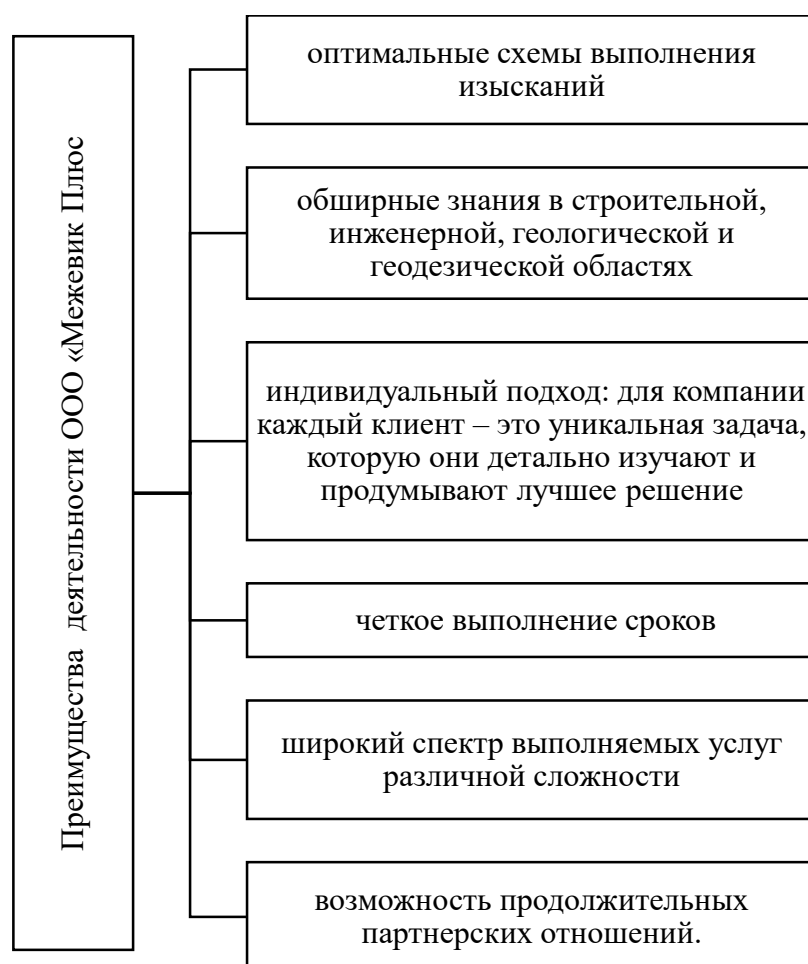 Преимущества деятельности ООО «Межевик Плюс
оптимальные схемы выполнения
изысканий
обширные знания в строительной,
инженерной, геологической и
геодезической областях
индивидуальный подход: для компании
каждый клиент – это уникальная задача,
которую они детально изучают и
продумывают лучшее решение
четкое выполнение сроков
широкий спектр выполняемых услуг
различной сложности
возможность продолжительных
партнерских отношений.